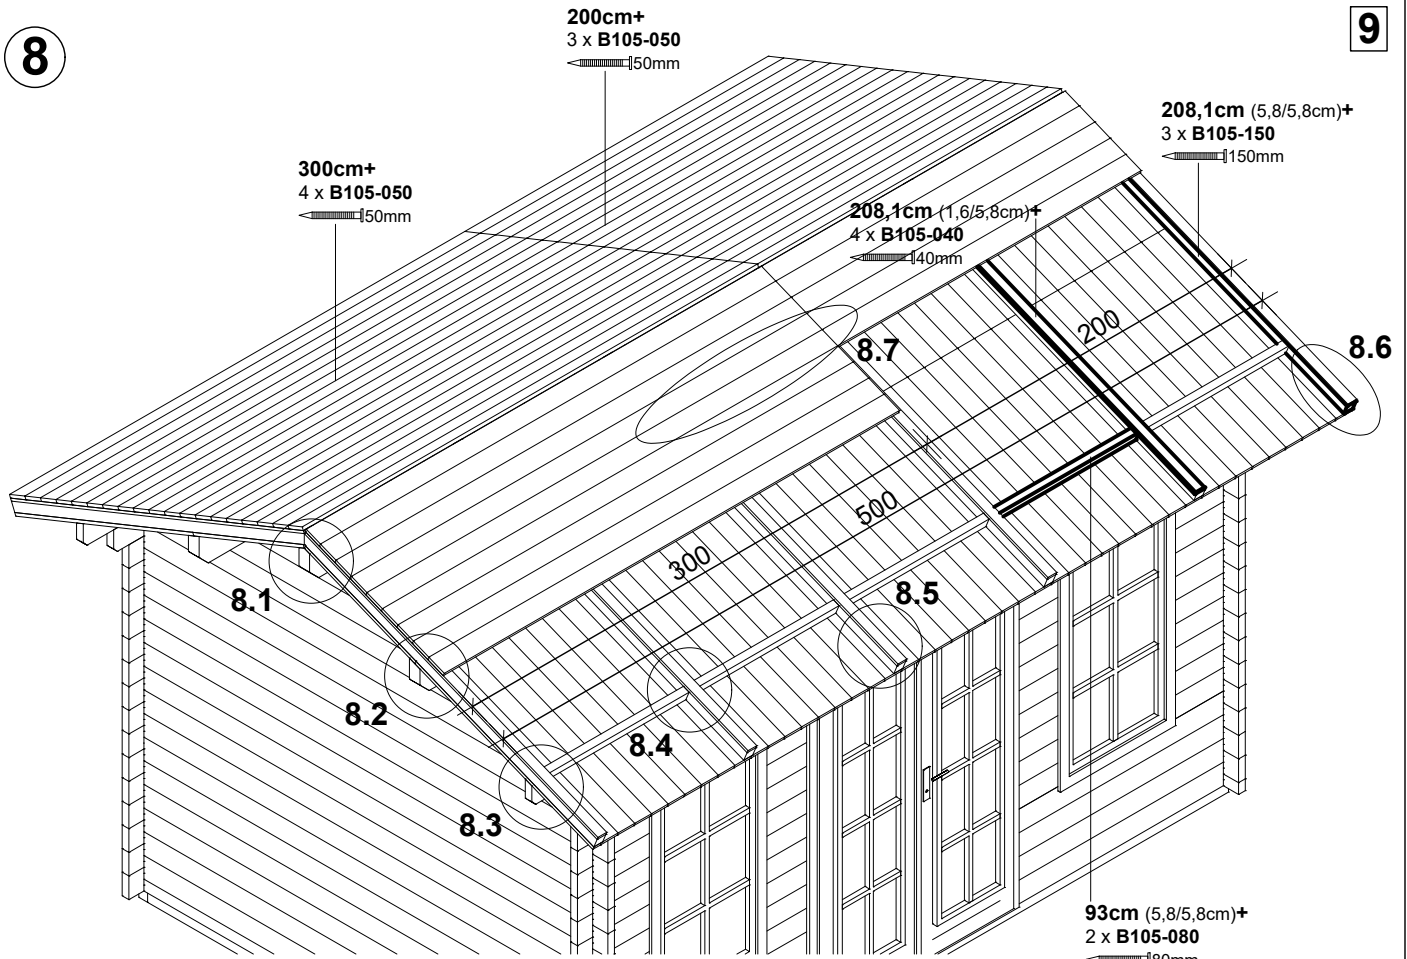 8
200cm+
3 x B105-050
50mm
9
208,1cm (5,8/5,8cm)+
3 x B105-150
150mm
300cm+
4 x B105-050
50mm
208,1cm (1,6/5,8cm)+
4 x B105-040
40mm
200
8.7
8.6
500
300
8.5
8.1
8.2
8.4
8.3
93cm (5,8/5,8cm)+
2 x B105-080
80mm